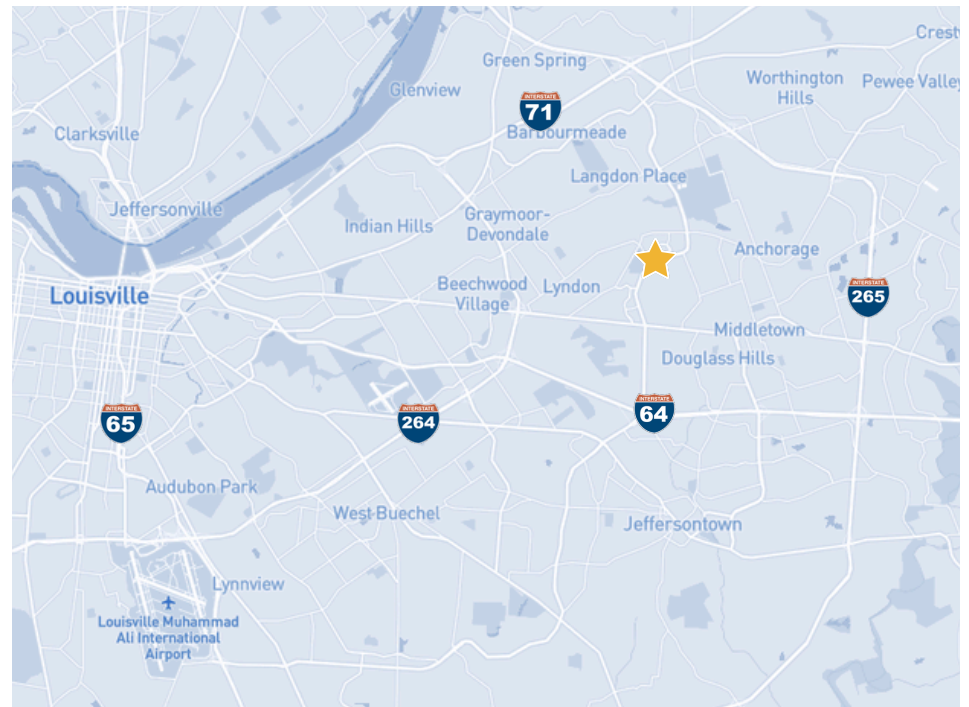 Crestw
Green Spring
Worthington
Hills
Pewee Valley
Glenview
INTERSTATE
71
Barbourmeade
Clarksville
Langdon Place
Jeffersonville
Graymoor-
Devondale
Indian Hills
Anchorage
Beechwood
Village
Lyndon
INTERSTATE
265
Louisville
Middletown
Douglass Hills
INTERSTATE
65
INTERSTATE
264
INTERSTATE
64
Audubon Park
West Buechel
Jeffersontown
Lynnview
Louisville Muhammad
Ali International
Airport